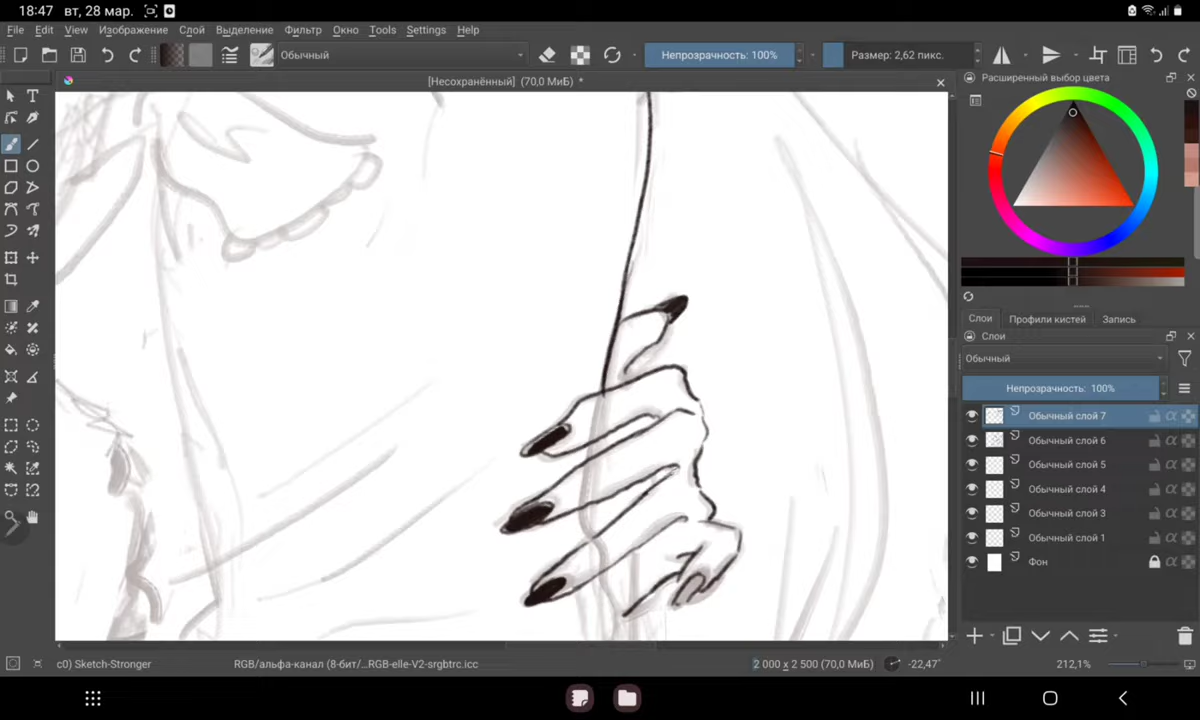 18:47 вт, 28 мар.
File Edit View Изображение Слой Выделение Фильтр Окно Tools Settings Help
Обычный Непрозрачность: 100% Размер: 2,62 пикс.
[Несохранённый] (70,0 МиБ) *
Расширенный выбор цвета
Слои Профили кистей Запись
Слои
Обычный
Непрозрачность: 100%
Обычный слой 7
Обычный слой 6
Обычный слой 5
Обычный слой 4
Обычный слой 3
Обычный слой 1
Фон
c0) Sketch-Stronger RGB/альфа-канал (8-бит/...RGB-elle-V2-srgbtrc.icc 2 000 x 2 500 (70,0 МиБ) -22,47° 212,1%